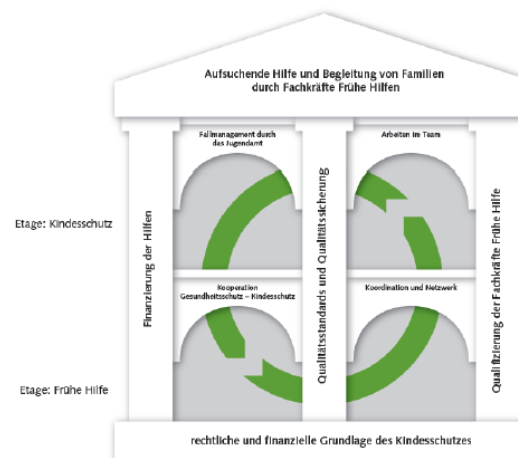 Aufsuchende Hilfe und Begleitung von Familien
durch Fachkräfte Frühe Hilfen
Fallmanagement durch
das Jugendamt
Arbeiten im Team
Etage: Kindesschutz
Finanzierung der Hilfen
Qualitätsstandards und Qualitätssicherung
Qualifizierung der Fachkräfte Frühe Hilfe
Kooperation
Gesundheitsschutz – Kindesschutz
Koordination und Netzwerk
Etage: Frühe Hilfe
rechtliche und finanzielle Grundlage des Kindesschutzes